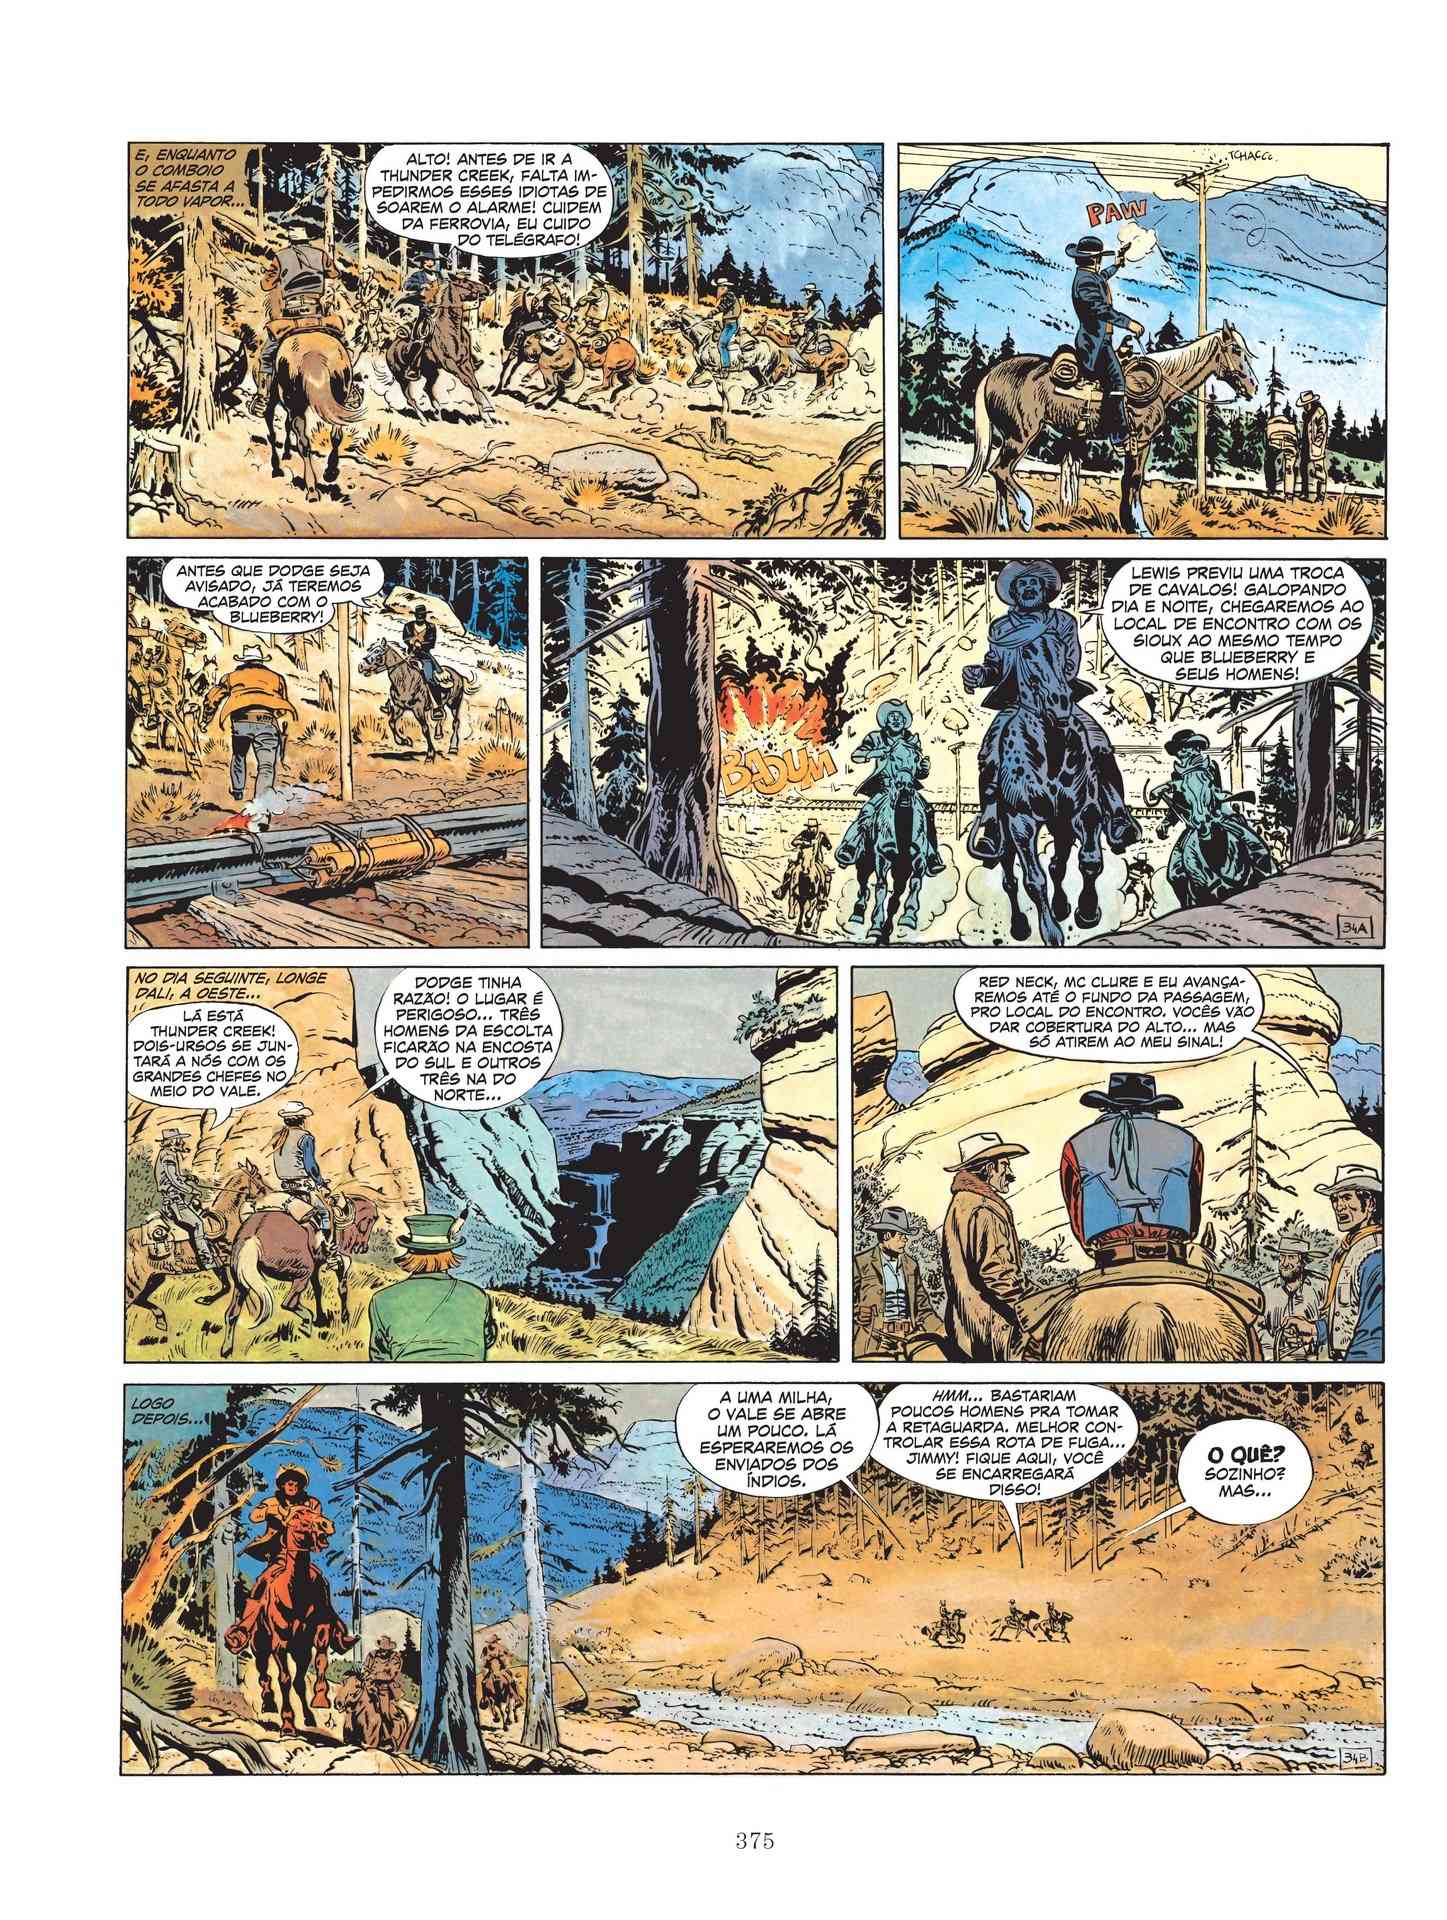 E, ENQUANTO
O COMBOIO
SE AFASTA A
TODO VAPOR...
ALTO! ANTES DE IR A
THUNDER CREEK, FALTA IM-
PEDIRMOS ESSES IDIOTAS DE
SOAREM O ALARME! CUIDEM
DA FERROVIA, EU CUIDO
DO TELÉGRAFO!
TCHACCC
PAW
ANTES QUE DODGE SEJA
AVISADO, JÁ TEREMOS
ACABADO COM O
BLUEBERRY!
LEWIS PREVIU UMA TROCA
DE CAVALOS! GALOPANDO
DIA E NOITE, CHEGAREMOS AO
LOCAL DE ENCONTRO COM OS
SIOUX AO MESMO TEMPO
QUE BLUEBERRY E
SEUS HOMENS!
BADUM
34A
NO DIA SEGUINTE, LONGE
DALI, A OESTE...
LÁ ESTÁ
THUNDER CREEK!
DOIS-URSOS SE JUN-
TARÁ A NÓS COM OS
GRANDES CHEFES NO
MEIO DO VALE.
DODGE TINHA
RAZÃO! O LUGAR É
PERIGOSO... TRÊS
HOMENS DA ESCOLTA
FICARÃO NA ENCOSTA
DO SUL E OUTROS
TRÊS NA DO
NORTE...
RED NECK, MC CLURE E EU AVANÇA-
REMOS ATÉ O FUNDO DA PASSAGEM,
PRO LOCAL DO ENCONTRO. VOCÊS VÃO
DAR COBERTURA DO ALTO... MAS
SÓ ATIREM AO MEU SINAL!
LOGO
DEPOIS...
A UMA MILHA,
O VALE SE ABRE
UM POUCO. LÁ
ESPERAREMOS OS
ENVIADOS DOS
ÍNDIOS.
HMM... BASTARIAM
POUCOS HOMENS PRA TOMAR
A RETAGUARDA. MELHOR CON-
TROLAR ESSA ROTA DE FUGA...
JIMMY! FIQUE AQUI, VOCÊ
SE ENCARREGARÁ
DISSO!
O QUÊ?
SOZINHO?
MAS...
34B
375